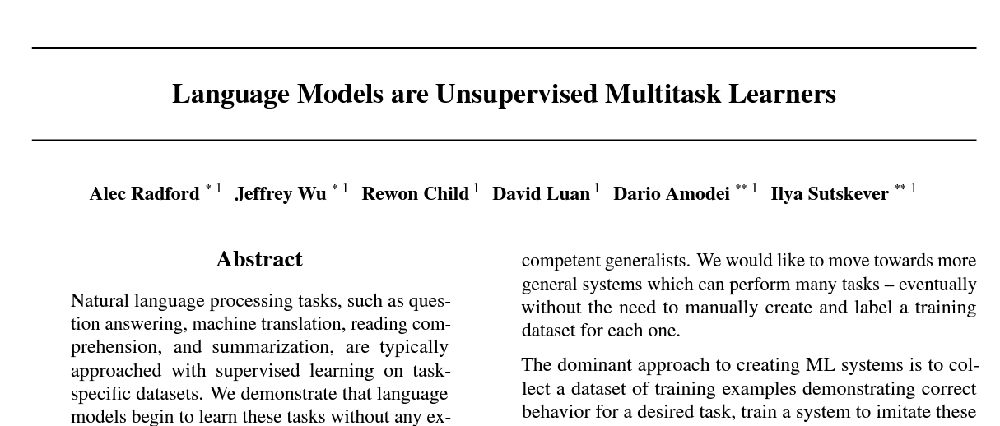 Language Models are Unsupervised Multitask Learners
Alec Radford * 1 Jeffrey Wu * 1 Rewon Child 1 David Luan 1 Dario Amodei ** 1 Ilya Sutskever ** 1
Abstract
Natural language processing tasks, such as ques-
tion answering, machine translation, reading com-
prehension, and summarization, are typically
approached with supervised learning on task-
specific datasets. We demonstrate that language
models begin to learn these tasks without any ex-
competent generalists. We would like to move towards more
general systems which can perform many tasks – eventually
without the need to manually create and label a training
dataset for each one.
The dominant approach to creating ML systems is to col-
lect a dataset of training examples demonstrating correct
behavior for a desired task, train a system to imitate these